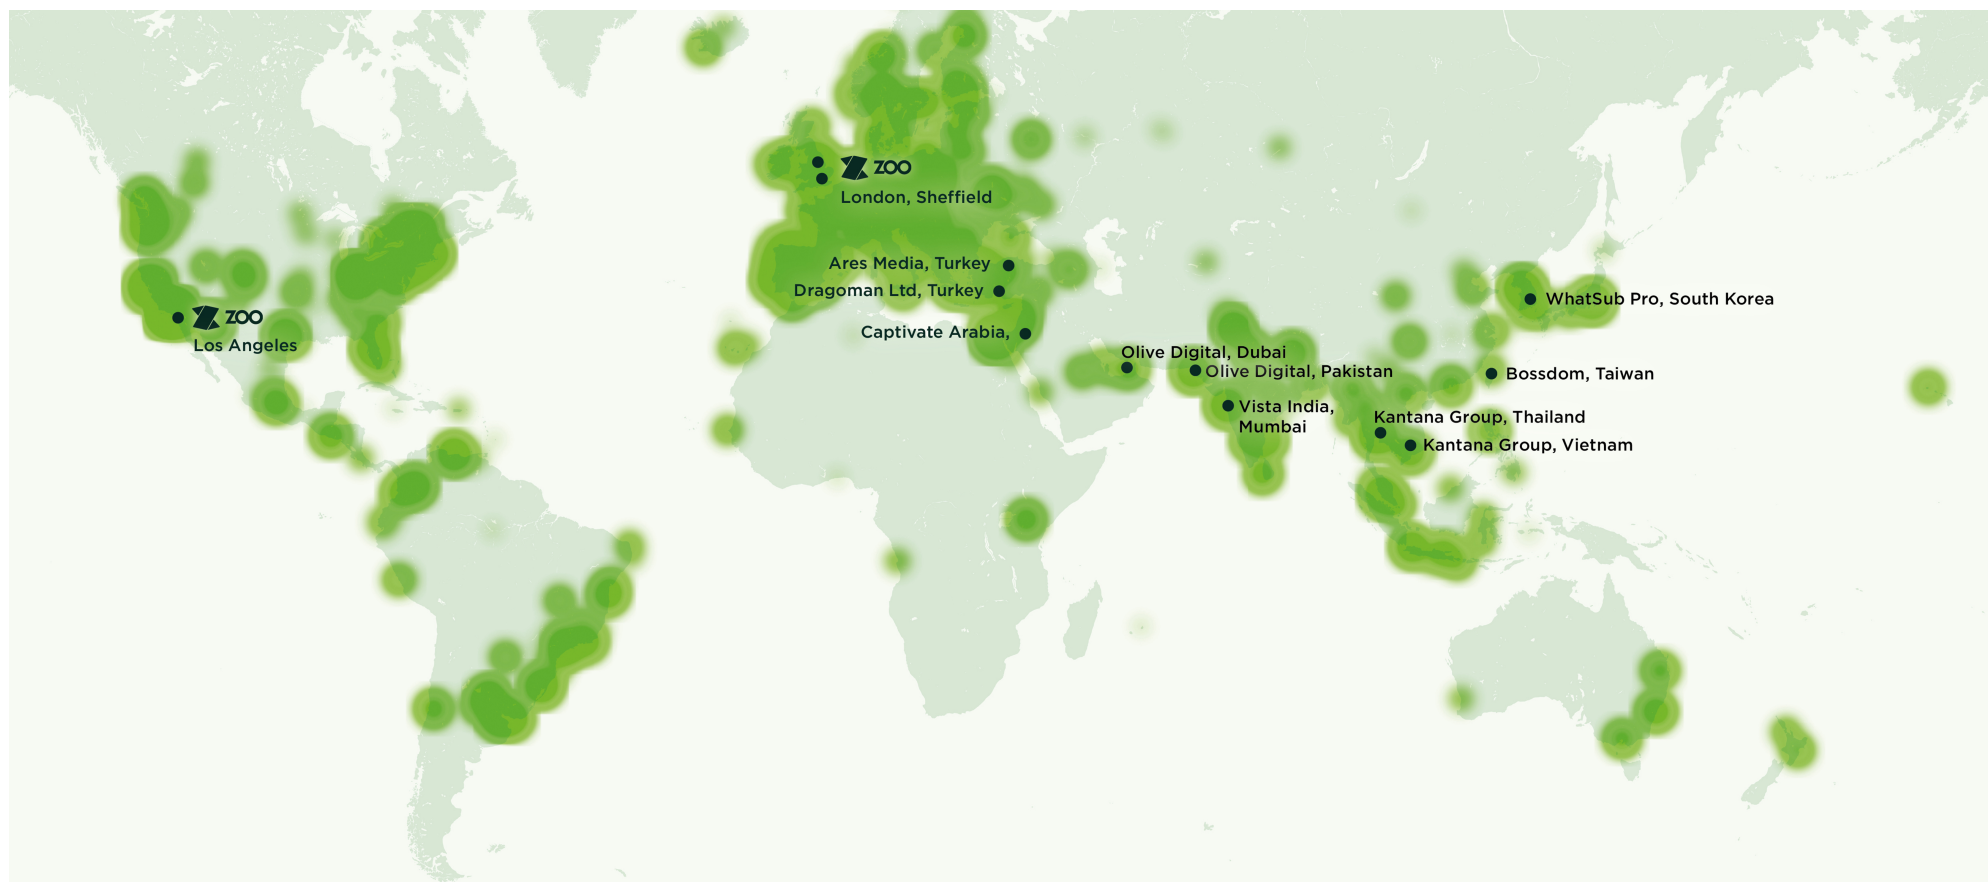 ZOO
London, Sheffield
Ares Media, Turkey
Dragoman Ltd, Turkey
Captivate Arabia,
ZOO
Los Angeles
WhatSub Pro, South Korea
Olive Digital, Dubai
Olive Digital, Pakistan
Bossdom, Taiwan
Vista India,
Mumbai
Kantana Group, Thailand
Kantana Group, Vietnam